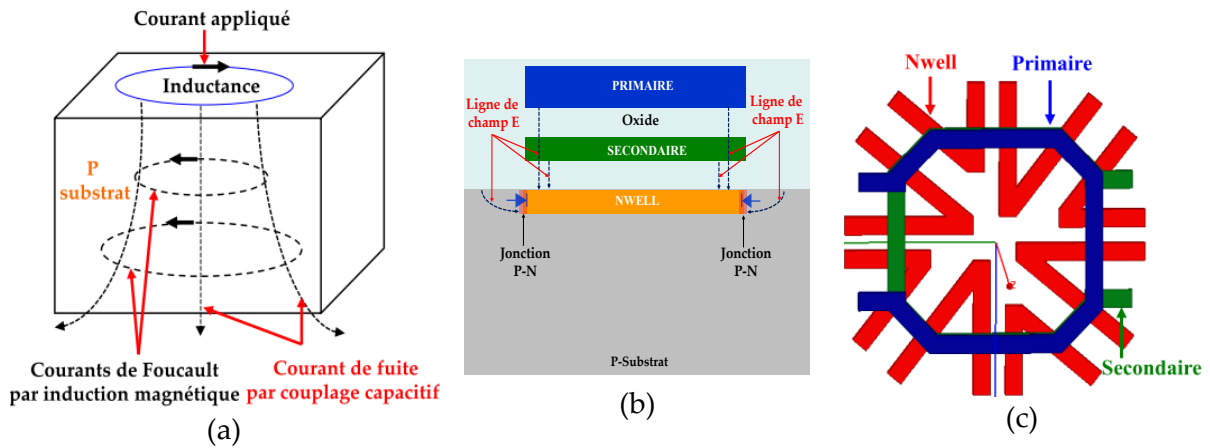 Courant appliqué
Inductance
P
substrat
Courants de Foucault
par induction magnétique
Courant de fuite
par couplage capacitif
(a)
PRIMAIRE
Ligne de
champ E
Oxide
Ligne de
champ E
SECONDAIRE
NWELL
Jonction
P-N
Jonction
P-N
P-Substrat
(b)
Nwell
Primaire
z
Secondaire
(c)